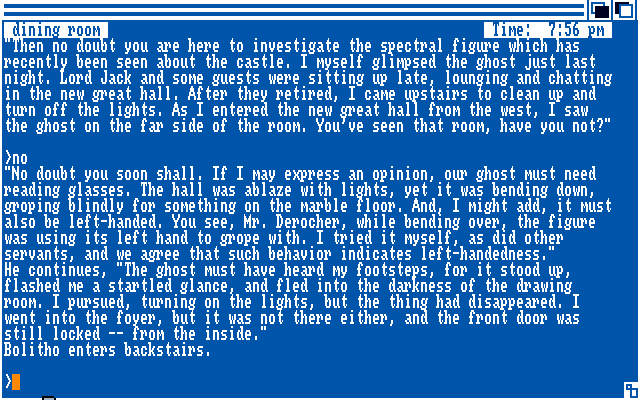 dining room
Time: 7:56 pm
"Then no doubt you are here to investigate the spectral figure which has
recently been seen about the castle. I myself glimpsed the ghost just last
night. Lord Jack and some guests were sitting up late, lounging and chatting
in the new great hall. After they retired, I came upstairs to clean up and
turn off the lights. As I entered the new great hall from the west, I saw
the ghost on the far side of the room. You've seen that room, have you not?"
>no
"No doubt you soon shall. If I may express an opinion, our ghost must need
reading glasses. The hall was ablaze with lights, yet it was bending down,
groping blindly for something on the marble floor. And, I might add, it must
also be left-handed. You see, Mr. Derocher, while bending over, the figure
was using its left hand to grope with. I tried it myself, as did other
servants, and we agree that such behavior indicates left-handedness."
He continues, "The ghost must have heard my footsteps, for it stood up,
flashed me a startled glance, and fled into the darkness of the drawing
room. I pursued, turning on the lights, but the thing had disappeared. I
went into the foyer, but it was not there either, and the front door was
still locked -- from the inside."
Bolitho enters backstairs.
>